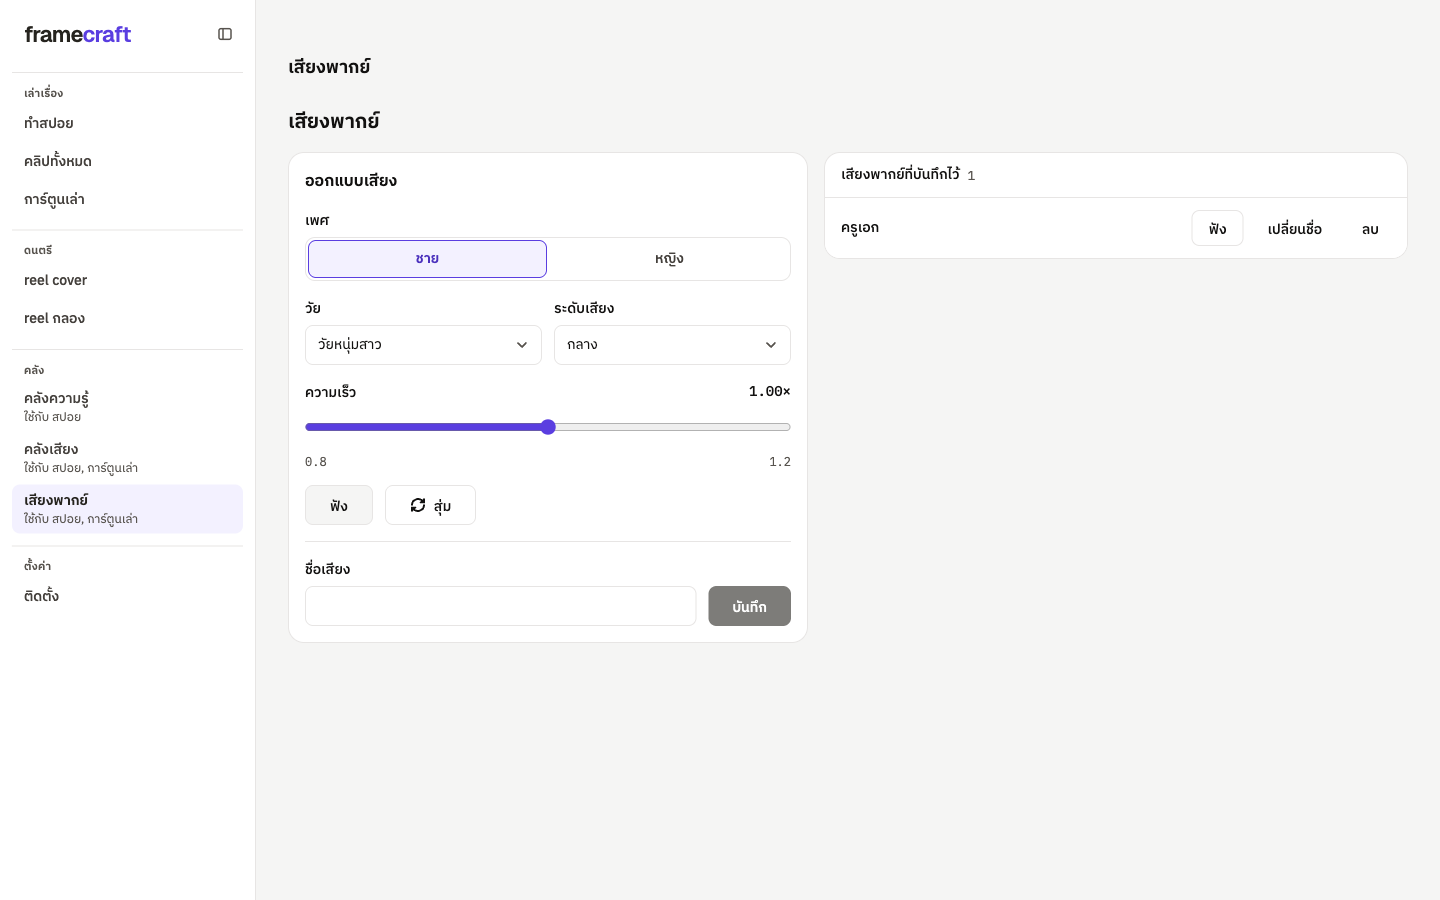 framecraft
เล่าเรื่อง
ทำสปอย
คลิปทั้งหมด
การ์ตูนเล่า
ดนตรี
reel cover
reel กลอง
คลัง
คลังความรู้
ใช้กับ สปอย
คลังเสียง
ใช้กับ สปอย, การ์ตูนเล่า
เสียงพากย์
ใช้กับ สปอย, การ์ตูนเล่า
ตั้งค่า
ติดตั้ง
เสียงพากย์
เสียงพากย์
ออกแบบเสียง
เพศ
ชาย หญิง
วัย ระดับเสียง
วัยหนุ่มสาว กลาง
ความเร็ว 1.00×
0.8 1.2
ฟัง สุ่ม
ชื่อเสียง
บันทึก
เสียงพากย์ที่บันทึกไว้ 1
ครูเอก ฟัง เปลี่ยนชื่อ ลบ